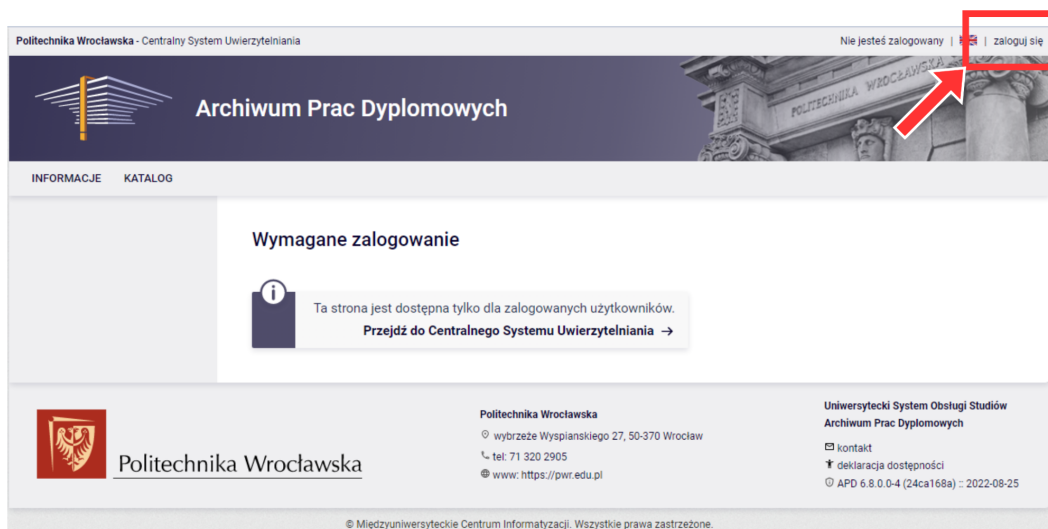 Politechnika Wrocławska - Centralny System Uwierzytelniania
Nie jesteś zalogowany | | zaloguj się
Archiwum Prac Dyplomowych
POLITECHNIKA WROCŁAWSKA
INFORMACJE KATALOG
Wymagane zalogowanie
i
Ta strona jest dostępna tylko dla zalogowanych użytkowników.
Przejdź do Centralnego Systemu Uwierzytelniania →
Politechnika Wrocławska
Politechnika Wrocławska
wybrzeże Wyspianskiego 27, 50-370 Wrocław
tel: 71 320 2905
www: https://pwr.edu.pl
Uniwersytecki System Obsługi Studiów
Archiwum Prac Dyplomowych
kontakt
deklaracja dostępności
APD 6.8.0.0-4 (24ca168a) :: 2022-08-25
© Międzyuniwersyteckie Centrum Informatyzacji. Wszystkie prawa zastrzeżone.